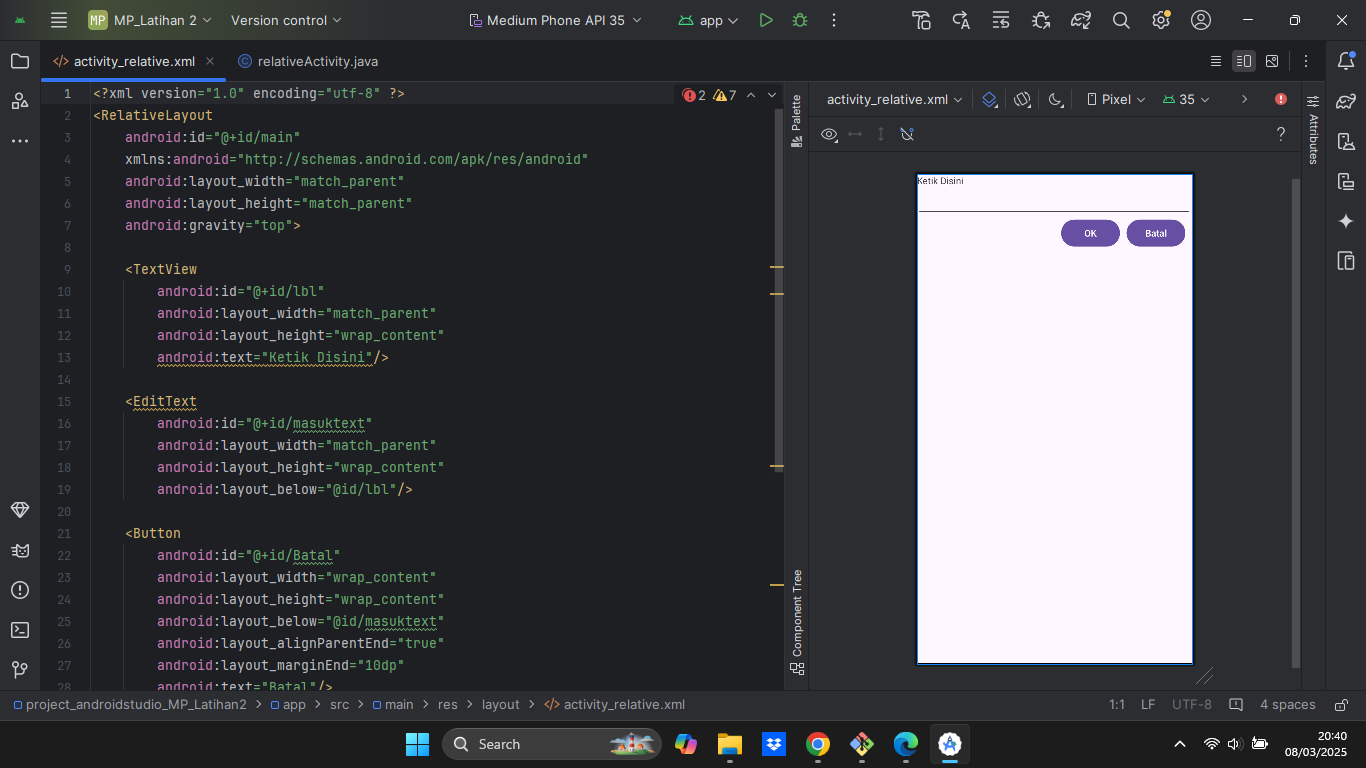 MP MP_Latihan 2 Version control Medium Phone API 35 app
activity_relative.xml relativeActivity.java
1 <?xml version="1.0" encoding="utf-8" ?> 2 7
2 <RelativeLayout
3 android:id="@+id/main"
4 xmlns:android="http://schemas.android.com/apk/res/android"
5 android:layout_width="match_parent"
6 android:layout_height="match_parent"
7 android:gravity="top">
8
9 <TextView
10 android:id="@+id/lbl"
11 android:layout_width="match_parent"
12 android:layout_height="wrap_content"
13 android:text="Ketik Disini"/>
14
15 <EditText
16 android:id="@+id/masuktext"
17 android:layout_width="match_parent"
18 android:layout_height="wrap_content"
19 android:layout_below="@id/lbl"/>
20
21 <Button
22 android:id="@+id/Batal"
23 android:layout_width="wrap_content"
24 android:layout_height="wrap_content"
25 android:layout_below="@id/masuktext"
26 android:layout_alignParentEnd="true"
27 android:layout_marginEnd="10dp"
28 android:text="Batal"/>
Palette
Component Tree
activity_relative.xml Pixel 35
?
Attributes
Ketik Disini
OK Batal
project_androidstudio_MP_Latihan2 > app > src > main > res > layout > activity_relative.xml 1:1 LF UTF-8 4 spaces
Search
20:40
08/03/2025